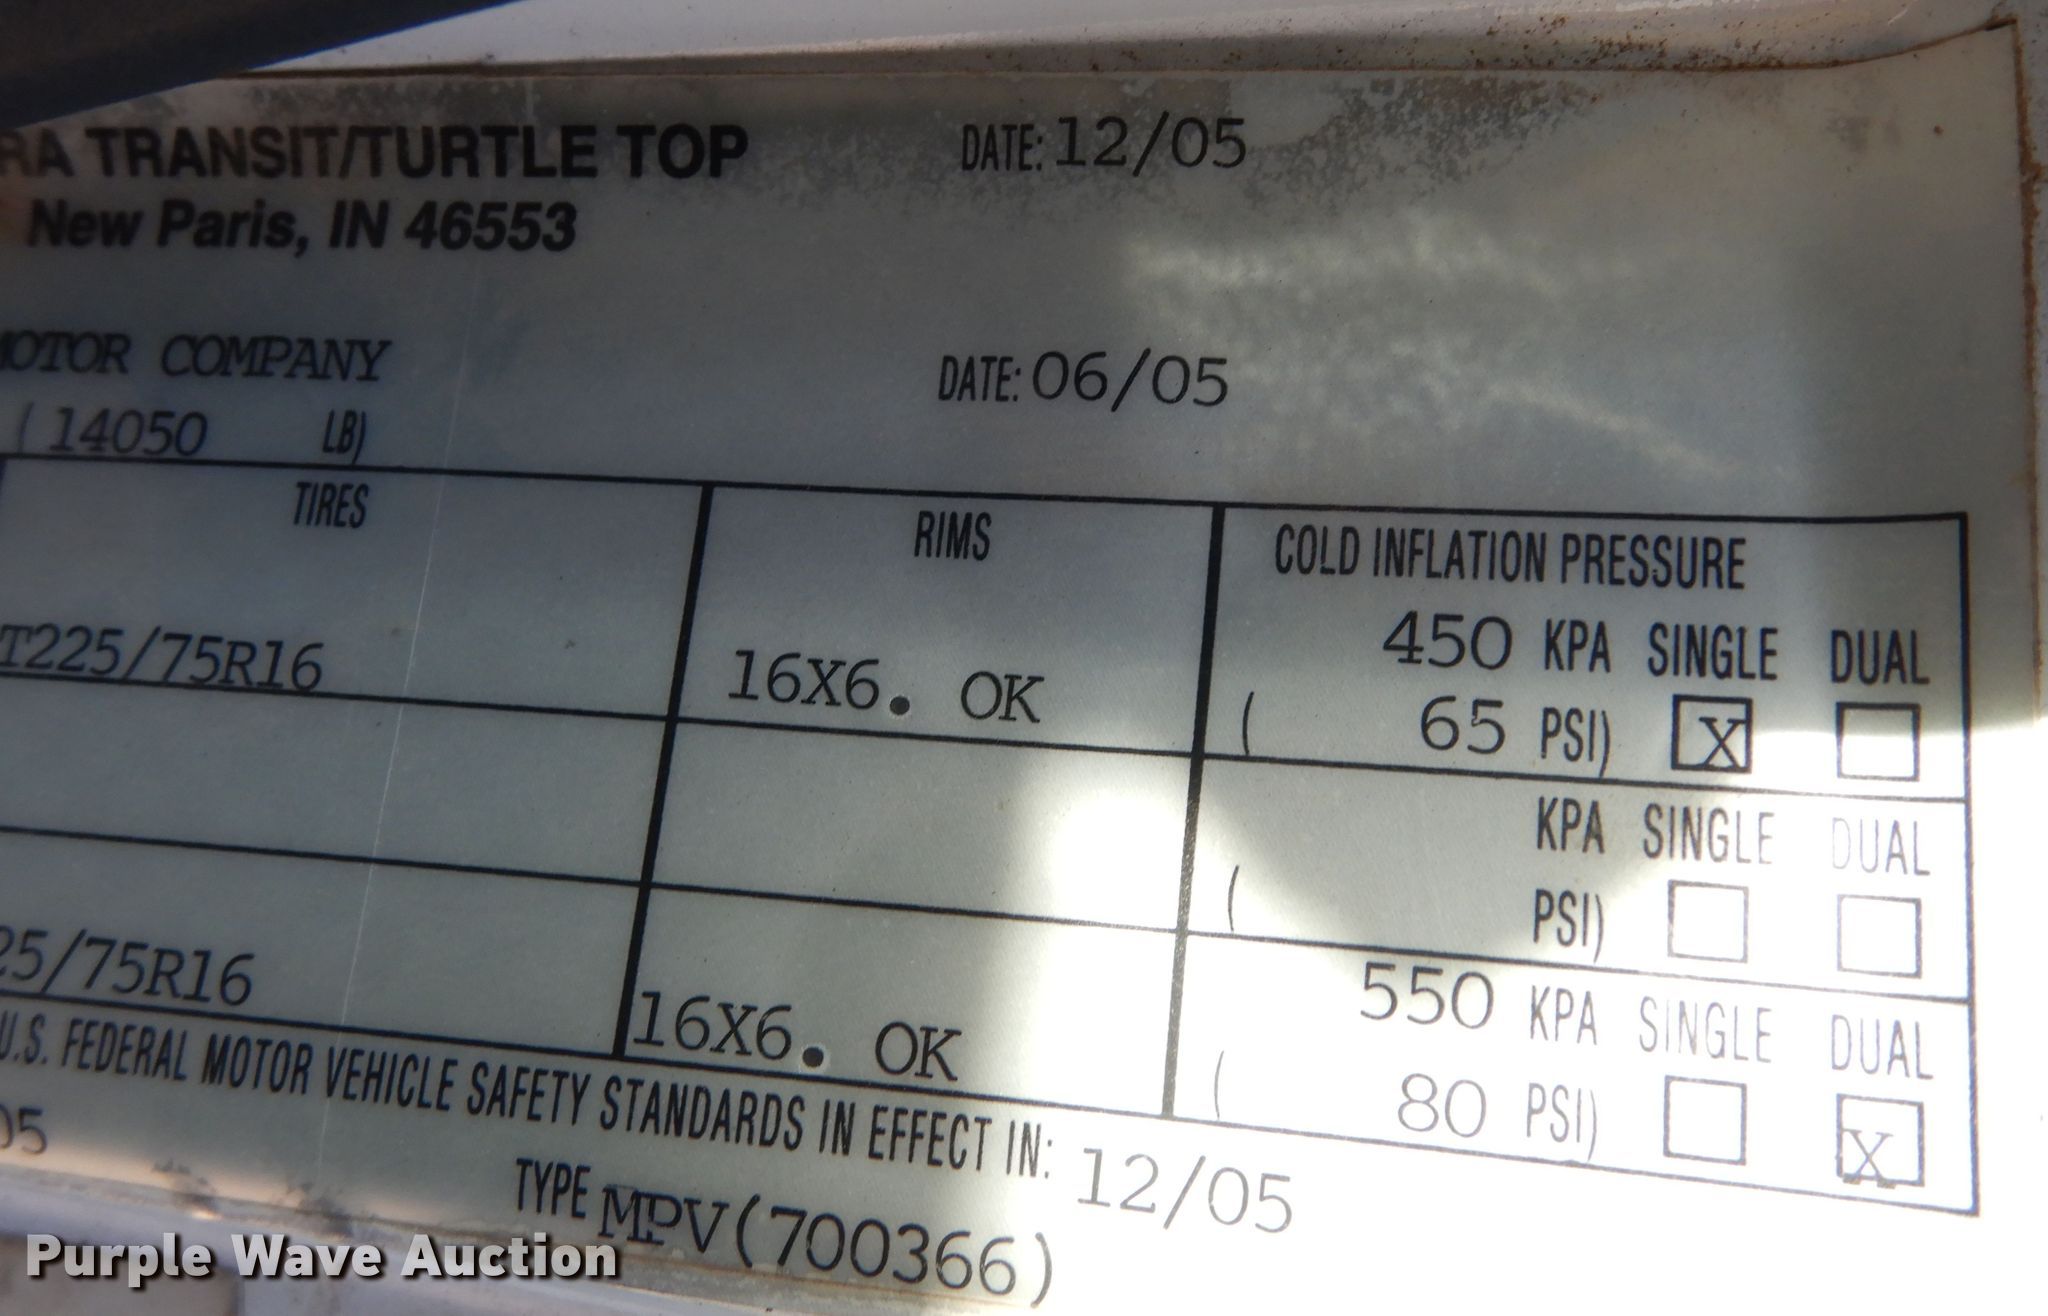 RA TRANSIT/TURTLE TOP DATE: 12/05
New Paris, IN 46553
MOTOR COMPANY DATE: 06/05
(14050 LB)
TIRES RIMS COLD INFLATION PRESSURE
T225/75R16 16X6. OK 450 KPA SINGLE DUAL
( 65 PSI) X
KPA SINGLE DUAL
( PSI)
25/75R16 16X6. OK 550 KPA SINGLE DUAL
( 80 PSI) X
U.S. FEDERAL MOTOR VEHICLE SAFETY STANDARDS IN EFFECT IN: 12/05
05 TYPE MPV(700366)
Purple Wave Auction